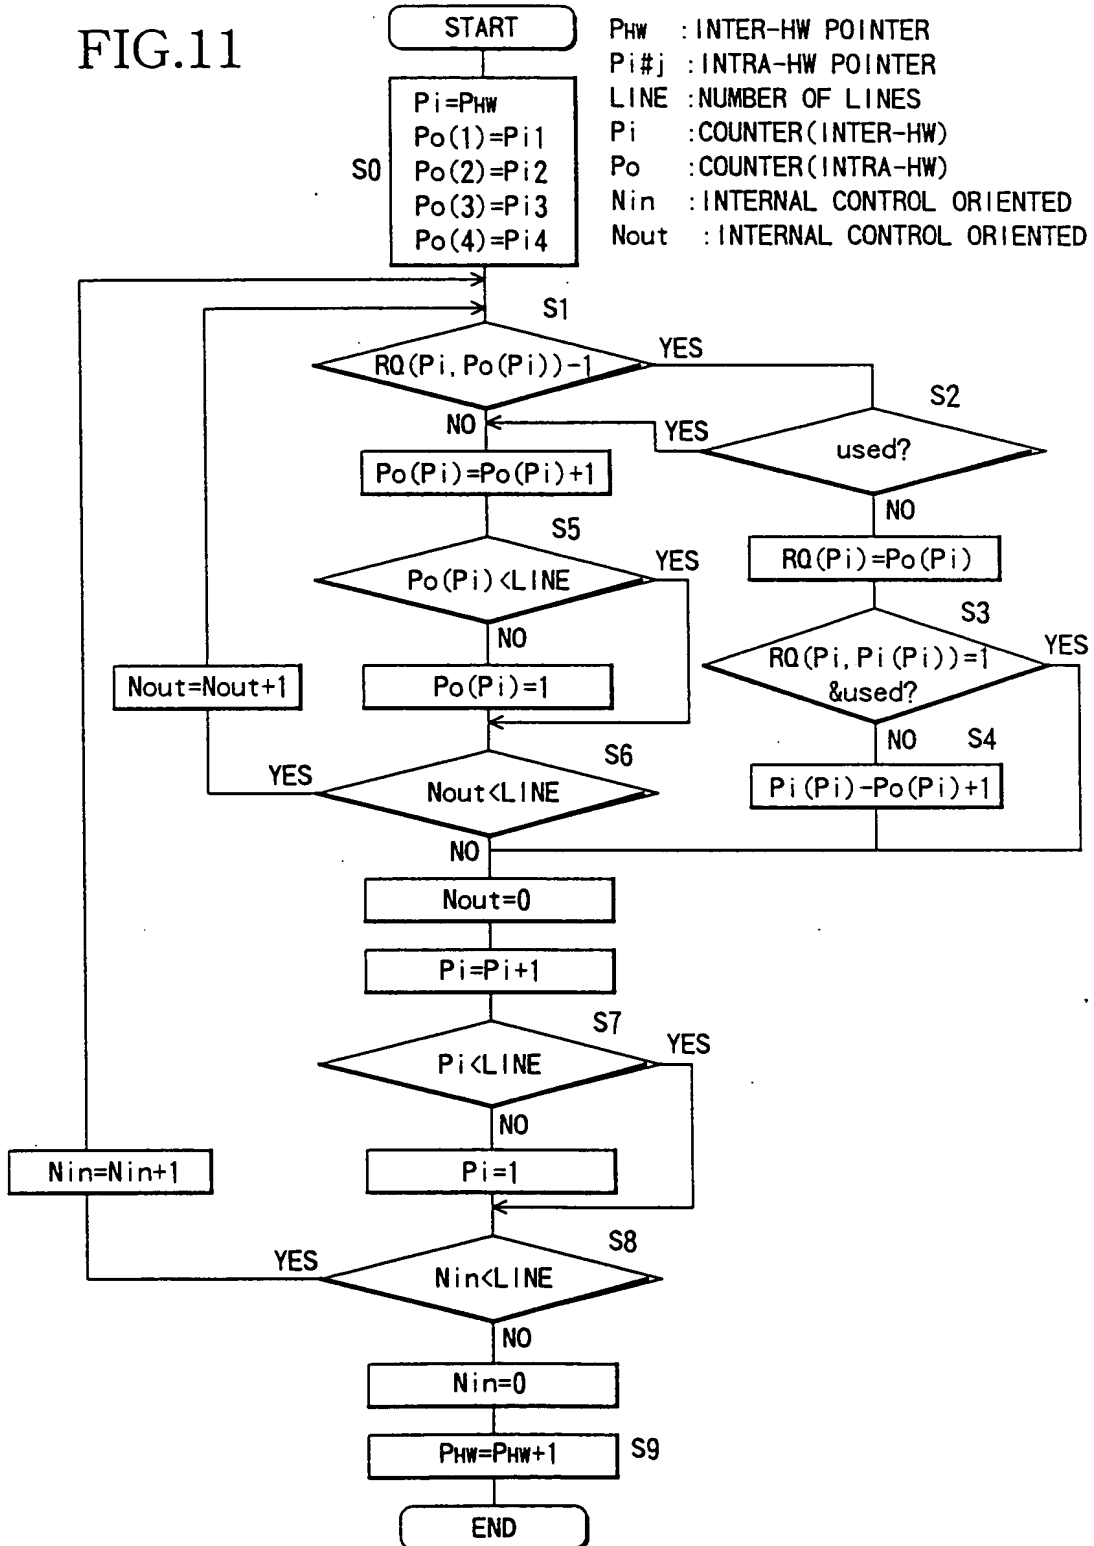 FIG.11
START
PHW : INTER-HW POINTER
Pi#j : INTRA-HW POINTER
LINE : NUMBER OF LINES
Pi : COUNTER(INTER-HW)
Po : COUNTER(INTRA-HW)
Nin : INTERNAL CONTROL ORIENTED
Nout : INTERNAL CONTROL ORIENTED
S0
Pi=PHW
Po(1)=Pi1
Po(2)=Pi2
Po(3)=Pi3
Po(4)=Pi4
S1
RQ(Pi,Po(Pi))-1
YES
NO
S2
used?
YES
NO
Po(Pi)=Po(Pi)+1
RQ(Pi)=Po(Pi)
S5
Po(Pi)<LINE
YES
NO
S3
RQ(Pi,Pi(Pi))=1
&used?
YES
NO
Nout=Nout+1
Po(Pi)=1
S4
Pi(Pi)-Po(Pi)+1
S6
Nout<LINE
YES
NO
Nout=0
Pi=Pi+1
S7
Pi<LINE
YES
NO
Nin=Nin+1
Pi=1
S8
Nin<LINE
YES
NO
Nin=0
PHW=PHW+1
S9
END